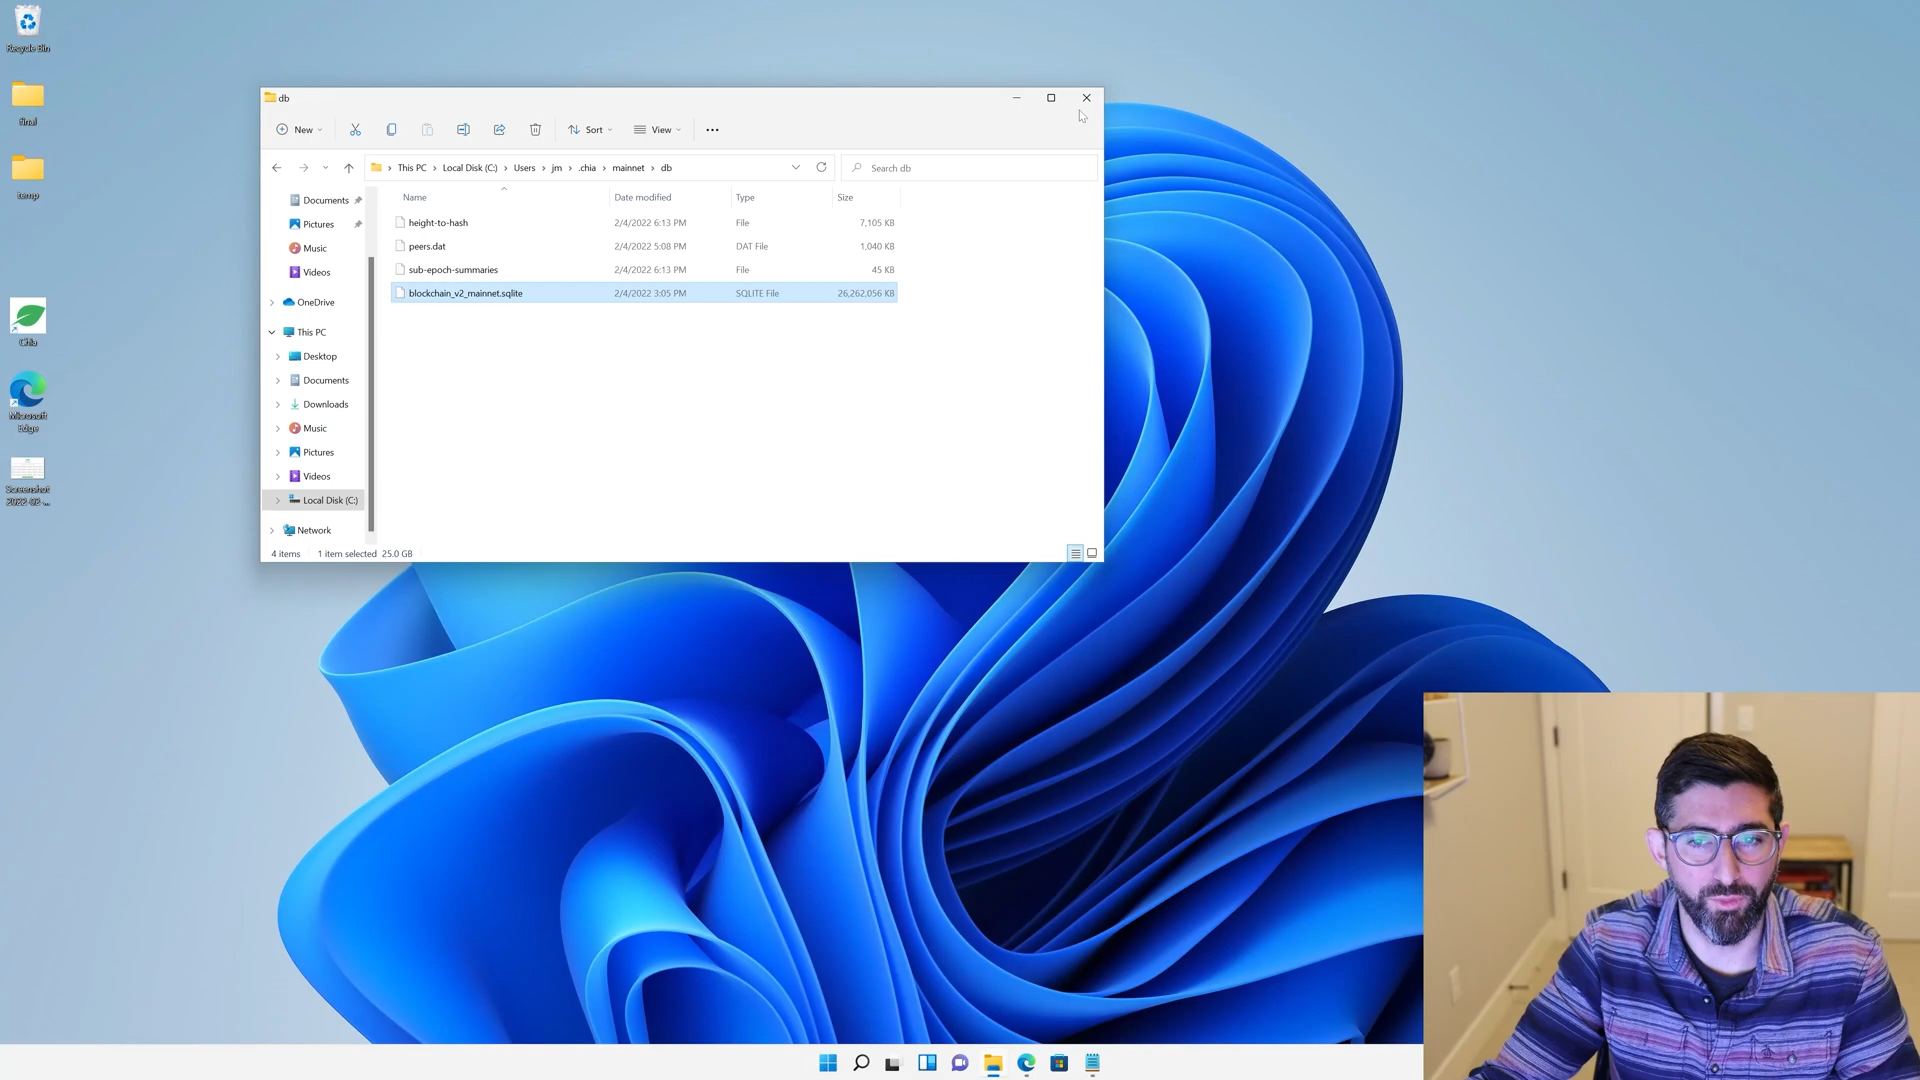 Recycle Bin
final
temp
Chia
Microsoft
Edge
Screenshot
2022-02-...
db
New
Sort
View
This PC > Local Disk (C:) > Users > jm > .chia > mainnet > db
Search db
Name Date modified Type Size
height-to-hash 2/4/2022 6:13 PM File 7,105 KB
peers.dat 2/4/2022 5:08 PM DAT File 1,040 KB
sub-epoch-summaries 2/4/2022 6:13 PM File 45 KB
blockchain_v2_mainnet.sqlite 2/4/2022 3:05 PM SQLITE File 26,262,056 KB
Documents
Pictures
Music
Videos
OneDrive
This PC
Desktop
Documents
Downloads
Music
Pictures
Videos
Local Disk (C:)
Network
4 items 1 item selected 25.0 GB